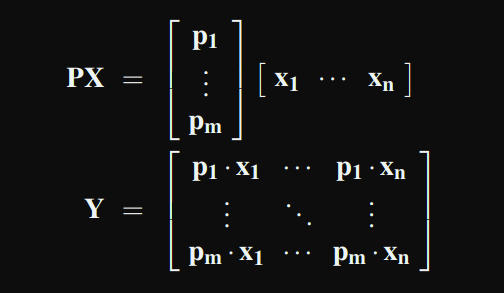 PX = [ p1 ⋮ pm ] [ x1 ⋯ xn ]
Y = [ p1 · x1 ⋯ p1 · xn
⋮ ⋱ ⋮
pm · x1 ⋯ pm · xn ]